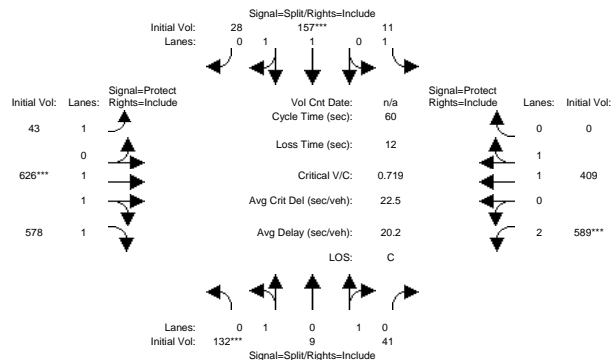 Signal=Split/Rights=Include
Initial Vol: 28 157*** 11
Lanes: 0 1 1 0 1
Signal=Protect Signal=Protect
Initial Vol: Lanes: Rights=Include Vol Cnt Date: n/a Rights=Include Lanes: Initial Vol:
Cycle Time (sec): 60
43 1 0 0
Loss Time (sec): 12
0 1
626*** 1 Critical V/C: 0.719 1 409
1 Avg Crit Del (sec/veh): 22.5 0
578 1 Avg Delay (sec/veh): 20.2 2 589***
LOS: C
Lanes: 0 1 0 1 0
Initial Vol: 132*** 9 41
Signal=Split/Rights=Include